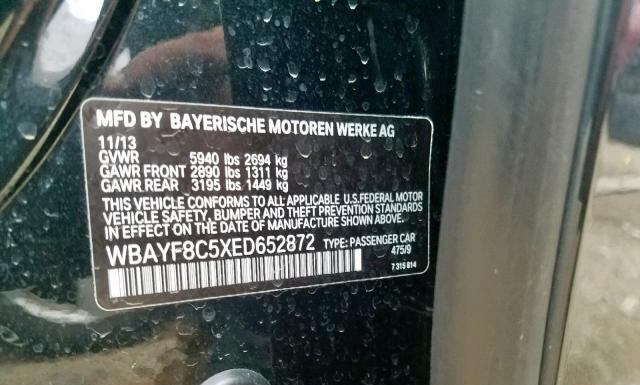 MFD BY BAYERISCHE MOTOREN WERKE AG
11/13
GVWR 5940 lbs 2694 kg
GAWR FRONT 2890 lbs 1311 kg
GAWR REAR 3195 lbs 1449 kg
THIS VEHICLE CONFORMS TO ALL APPLICABLE U.S.FEDERAL MOTOR
VEHICLE SAFETY, BUMPER AND THEFT PREVENTION STANDARDS
IN EFFECT ON THE DATE OF MANUFACTURE SHOWN ABOVE.
WBAYF8C5XED652872 TYPE: PASSENGER CAR
475/9
7 315 814